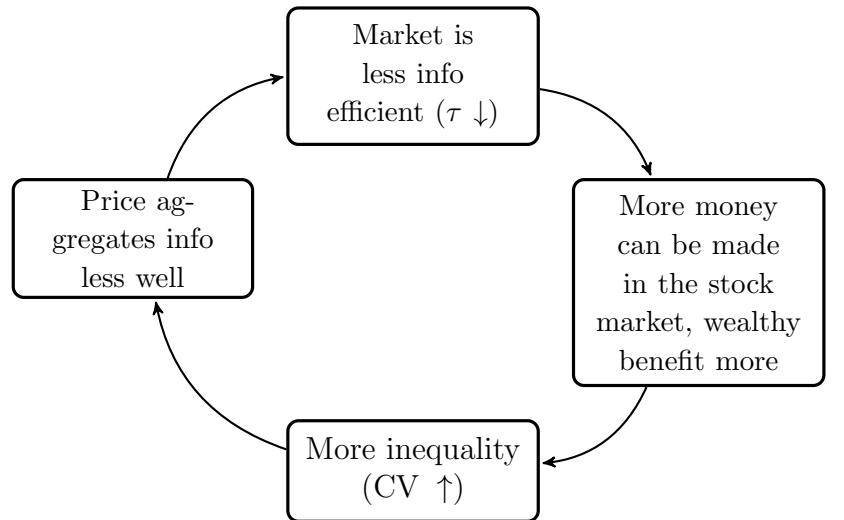 Market is
less info
efficient (τ ↓)
More money
can be made
in the stock
market, wealthy
benefit more
More inequality
(CV ↑)
Price ag-
gregates info
less well